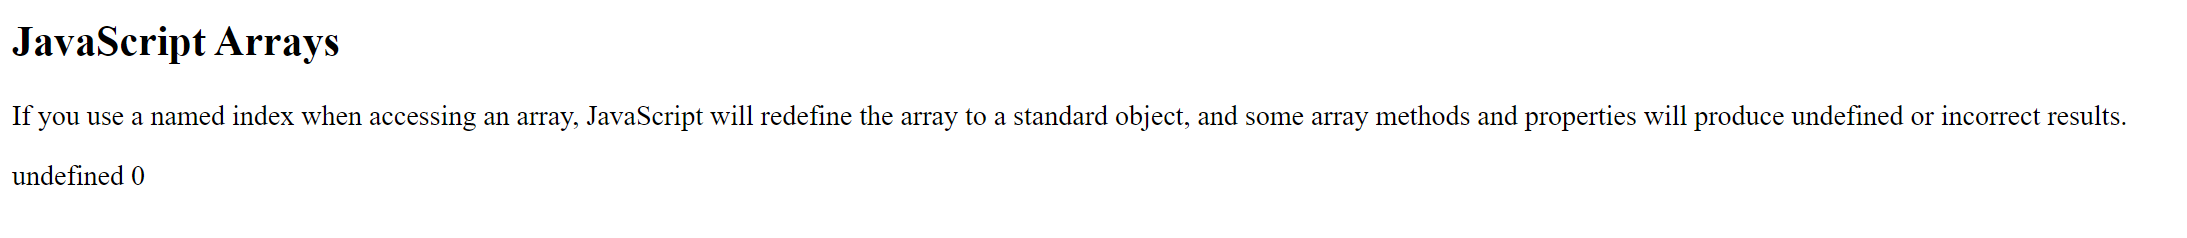 JavaScript Arrays
If you use a named index when accessing an array, JavaScript will redefine the array to a standard object, and some array methods and properties will produce undefined or incorrect results.
undefined 0